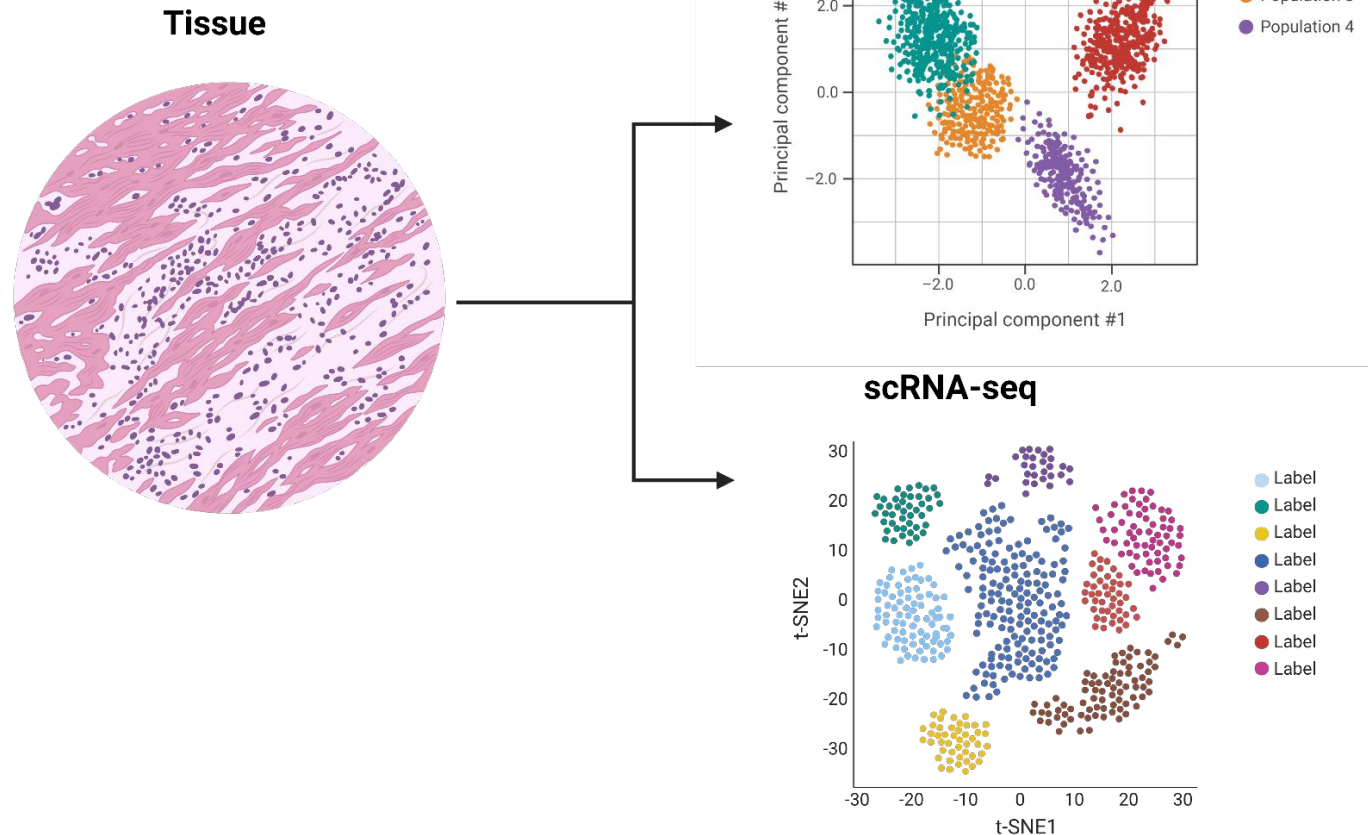 Tissue
2.0
0.0
−2.0
Principal component #
−2.0
0.0
2.0
Principal component #1
Population 4
scRNA-seq
30
20
10
0
-10
-20
-30
t-SNE2
-30
-20
-10
0
10
20
30
t-SNE1
Label
Label
Label
Label
Label
Label
Label
Label